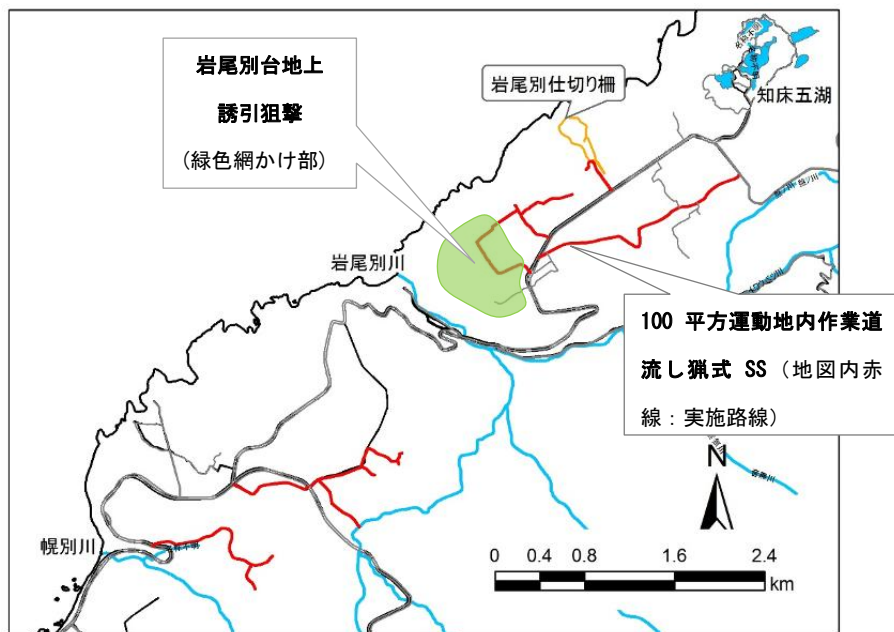 岩尾別台地上
誘引狙撃
(緑色網かけ部)
岩尾別仕切り柵
知床五湖
岩尾別川
100 平方運動地内作業道
流し猟式 SS（地図内赤
線：実施路線）
N
幌別川
0 0.4 0.8 1.6 2.4
km